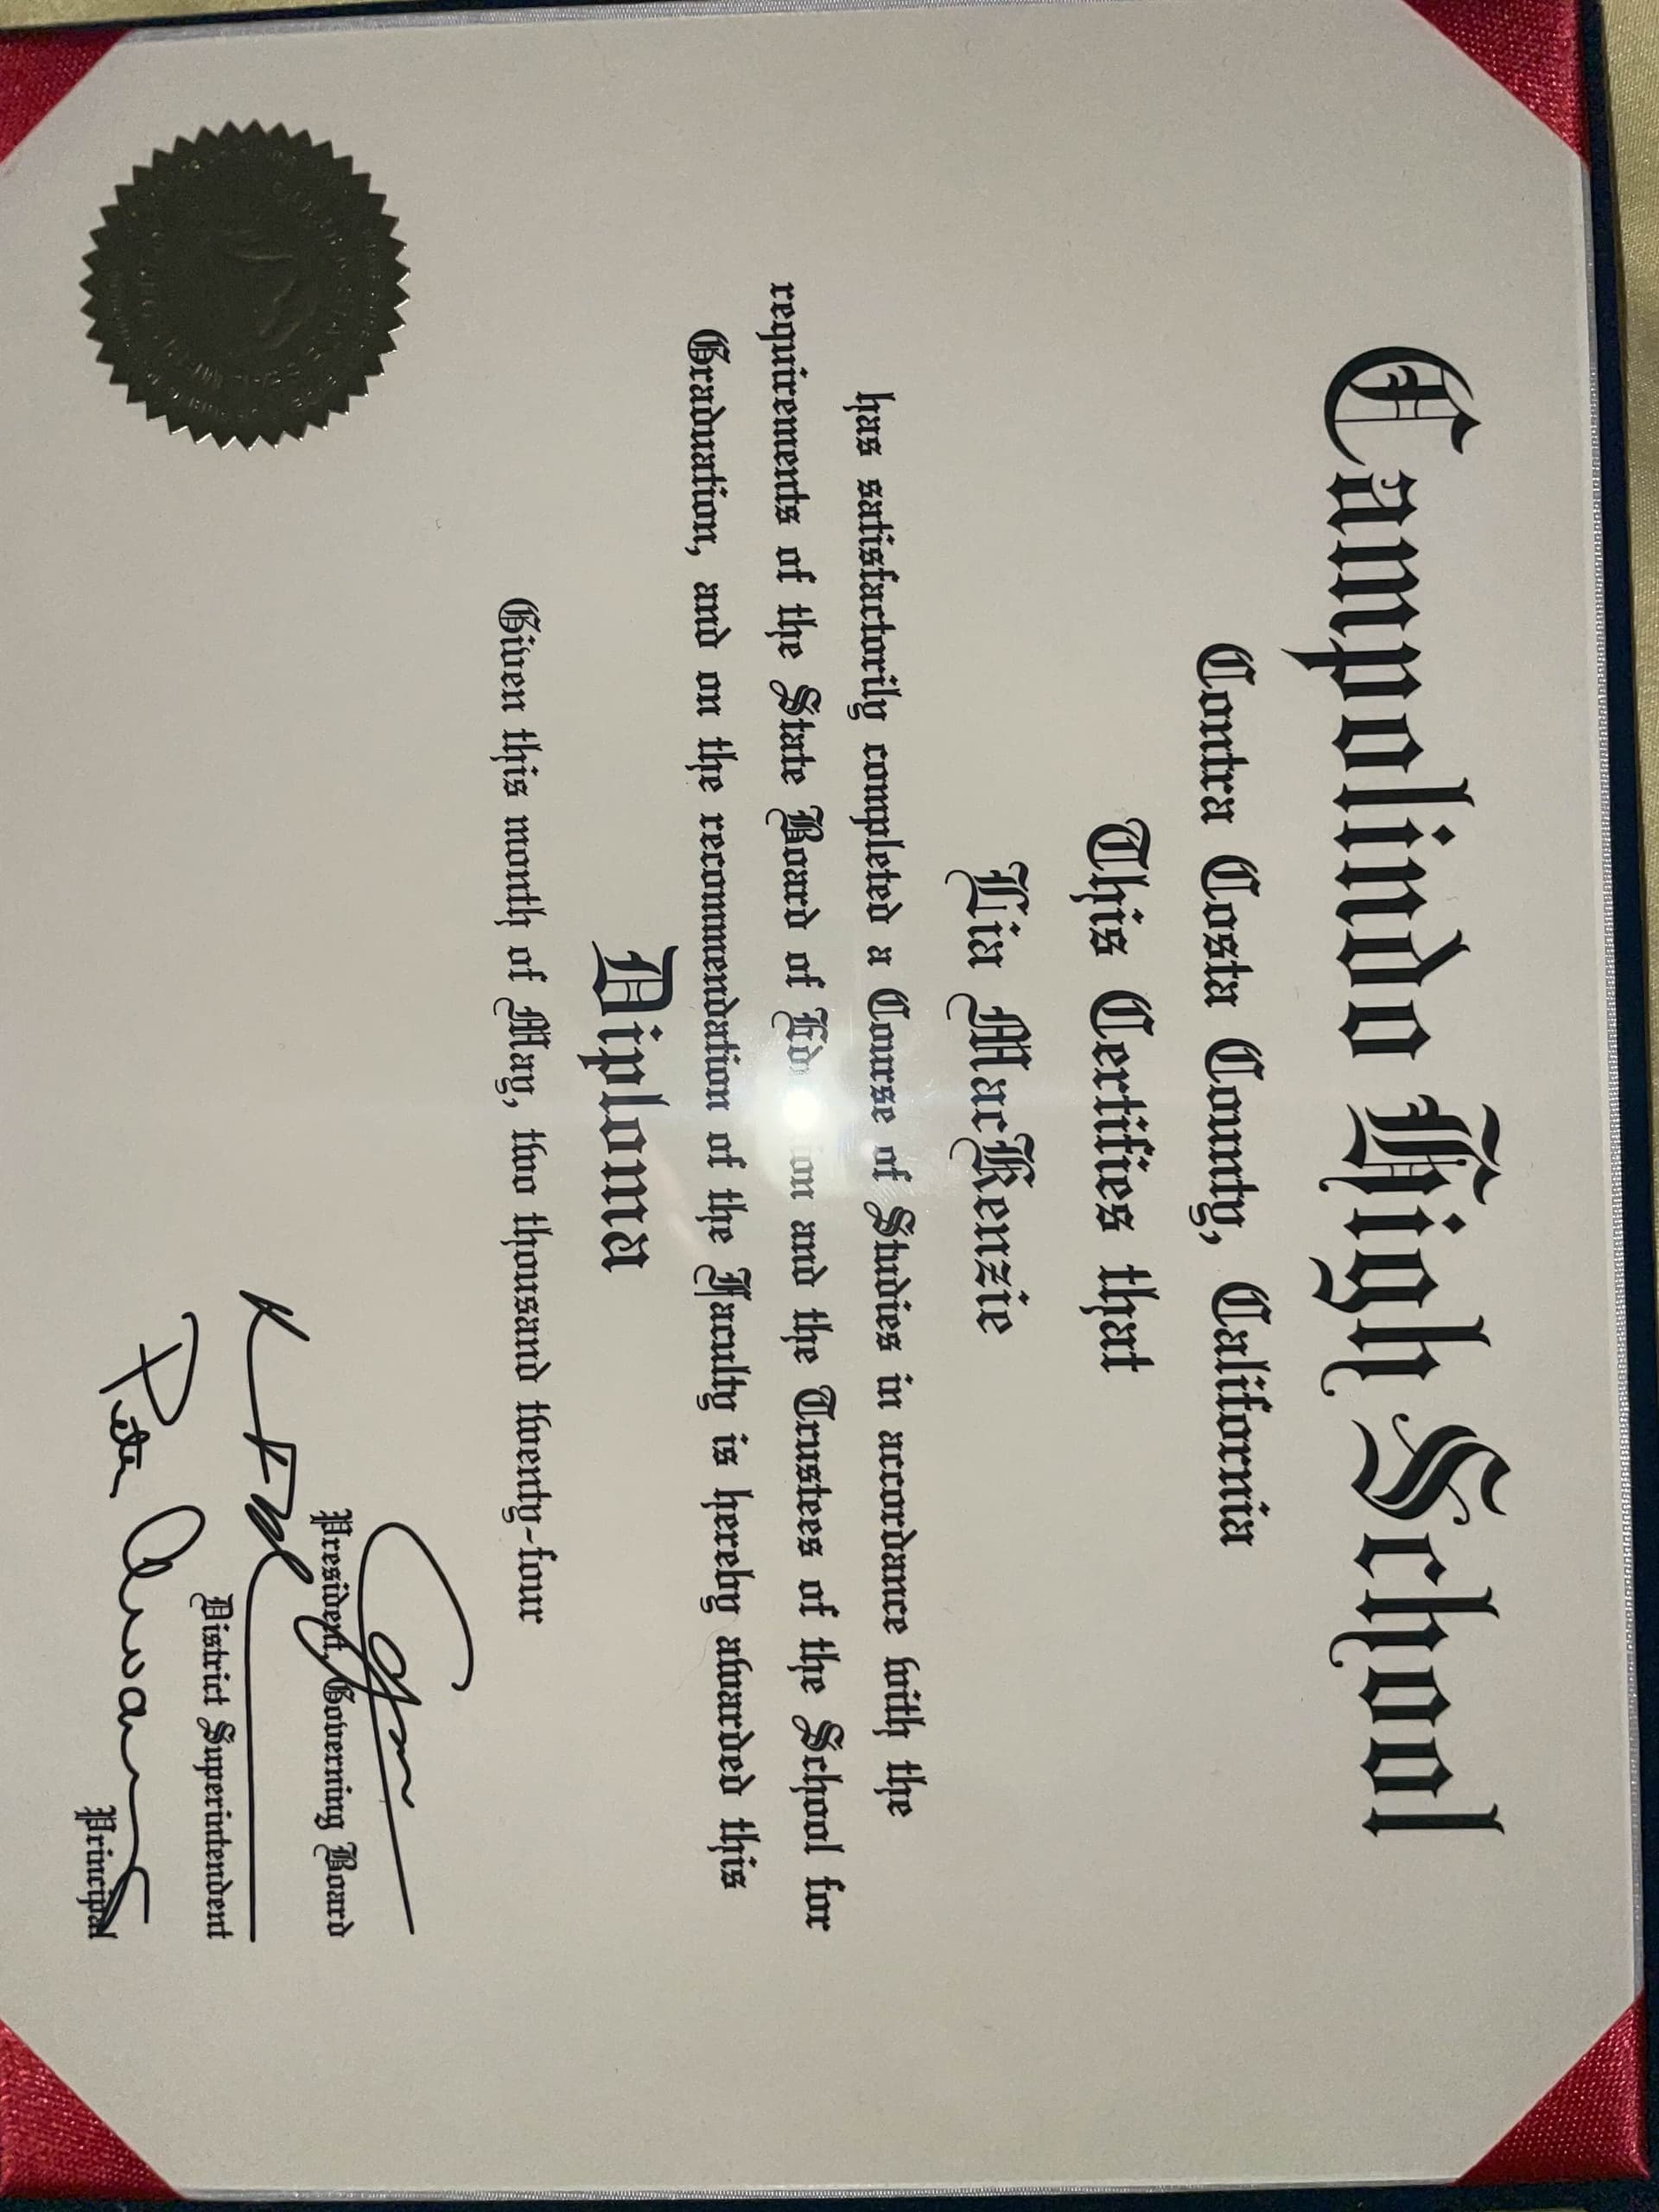 Campolindo High School
Contra Costa County, California
This Certifies that
Lia MacKenzie
has satisfactorily completed a Course of Studies in accordance with the
requirements of the State Board of and the Trustees of the School for
Graduation, and on the recommendation of the Faculty is hereby awarded this
Diploma
Given this month of May, two thousand twenty-four
President, Governing Board
District Superintendent
Peter
Principal